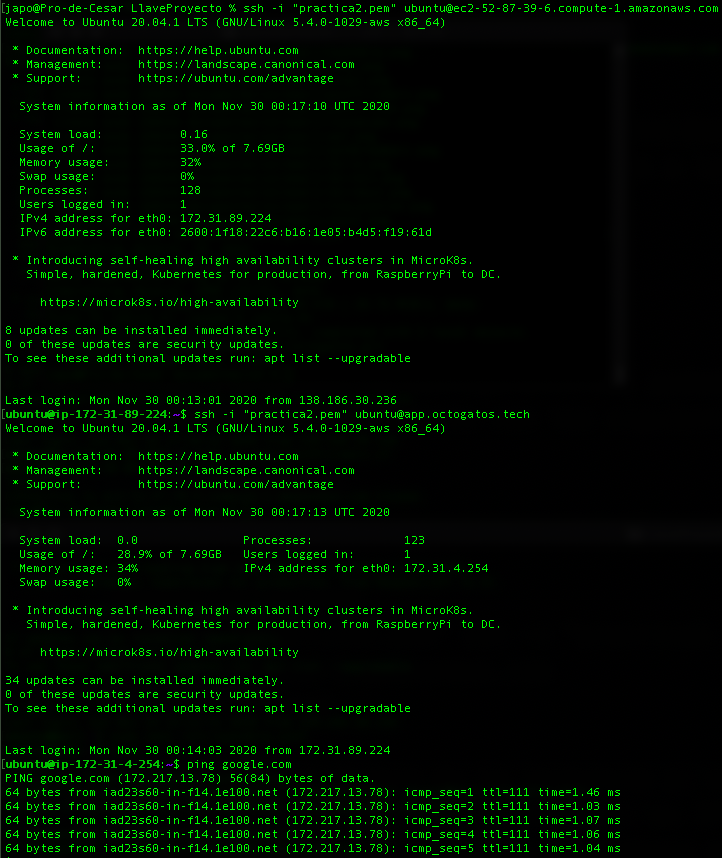 [japo@Pro-de-Cesar LlaveProyecto % ssh -i "practica2.pem" ubuntu@ec2-52-87-39-6.compute-1.amazonaws.com
Welcome to Ubuntu 20.04.1 LTS (GNU/Linux 5.4.0-1029-aws x86_64)
* Documentation:  https://help.ubuntu.com
* Management:     https://landscape.canonical.com
* Support:        https://ubuntu.com/advantage
System information as of Mon Nov 30 00:17:10 UTC 2020
System load:           0.16
Usage of /:            33.0% of 7.69GB
Memory usage:          32%
Swap usage:            0%
Processes:             128
Users logged in:       1
IPv4 address for eth0: 172.31.89.224
IPv6 address for eth0: 2600:1f18:22c6:b16:1e05:b4d5:f19:61d
* Introducing self-healing high availability clusters in MicroK8s.
Simple, hardened, Kubernetes for production, from RaspberryPi to DC.
https://microk8s.io/high-availability
8 updates can be installed immediately.
0 of these updates are security updates.
To see these additional updates run: apt list --upgradable
Last login: Mon Nov 30 00:13:01 2020 from 138.186.30.236
[ubuntu@ip-172-31-89-224:~$ ssh -i "practica2.pem" ubuntu@app.octogatos.tech
Welcome to Ubuntu 20.04.1 LTS (GNU/Linux 5.4.0-1029-aws x86_64)
* Documentation:  https://help.ubuntu.com
* Management:     https://landscape.canonical.com
* Support:        https://ubuntu.com/advantage
System information as of Mon Nov 30 00:17:13 UTC 2020
System load:  0.0               Processes:             123
Usage of /:   28.9% of 7.69GB   Users logged in:       1
Memory usage: 34%               IPv4 address for eth0: 172.31.4.254
Swap usage:   0%
* Introducing self-healing high availability clusters in MicroK8s.
Simple, hardened, Kubernetes for production, from RaspberryPi to DC.
https://microk8s.io/high-availability
34 updates can be installed immediately.
0 of these updates are security updates.
To see these additional updates run: apt list --upgradable
Last login: Mon Nov 30 00:14:03 2020 from 172.31.89.224
[ubuntu@ip-172-31-4-254:~$ ping google.com
PING google.com (172.217.13.78) 56(84) bytes of data.
64 bytes from iad23s60-in-f14.1e100.net (172.217.13.78): icmp_seq=1 ttl=111 time=1.46 ms
64 bytes from iad23s60-in-f14.1e100.net (172.217.13.78): icmp_seq=2 ttl=111 time=1.03 ms
64 bytes from iad23s60-in-f14.1e100.net (172.217.13.78): icmp_seq=3 ttl=111 time=1.07 ms
64 bytes from iad23s60-in-f14.1e100.net (172.217.13.78): icmp_seq=4 ttl=111 time=1.06 ms
64 bytes from iad23s60-in-f14.1e100.net (172.217.13.78): icmp_seq=5 ttl=111 time=1.04 ms